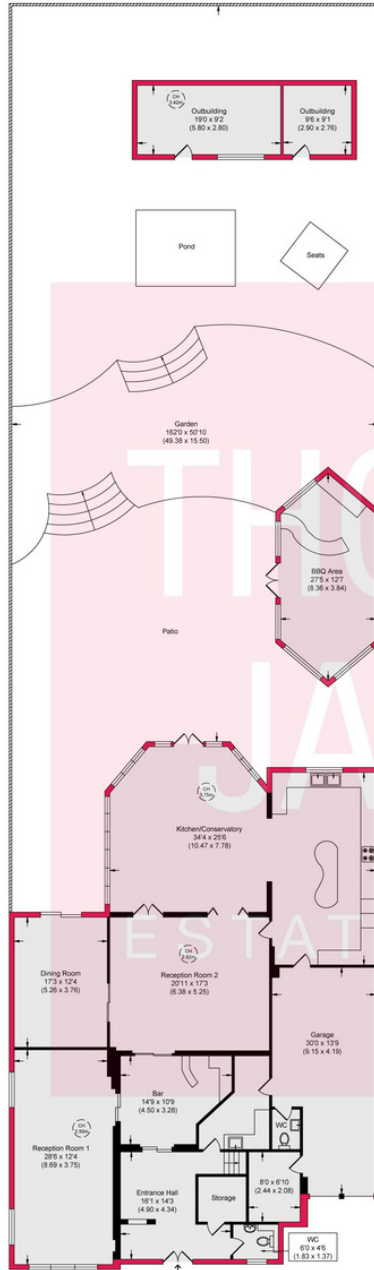 CH
2.42m
Outbuilding
19'0 x 9'2
(5.80 x 2.80)
Outbuilding
9'6 x 9'1
(2.90 x 2.76)
Pond
Seats
Garden
162'0 x 50'10
(49.38 x 15.50)
THO
BBQ Area
27'5 x 12'7
(8.36 x 3.84)
Patio
JA
CH
Kitchen/Conservatory
34'4 x 25'6
(10.47 x 7.78)
ESTAT
Dining Room
17'3 x 12'4
(5.26 x 3.76)
CH
Reception Room 2
20'11 x 17'3
(6.38 x 5.25)
Garage
30'0 x 13'9
(9.15 x 4.19)
Bar
14'9 x 10'9
(4.50 x 3.28)
CH
Reception Room 1
28'6 x 12'4
(8.69 x 3.75)
WC
Entrance Hall
16'1 x 14'3
(4.90 x 4.34)
Storage
8'0 x 6'10
(2.44 x 2.08)
WC
6'0 x 4'6
(1.83 x 1.37)